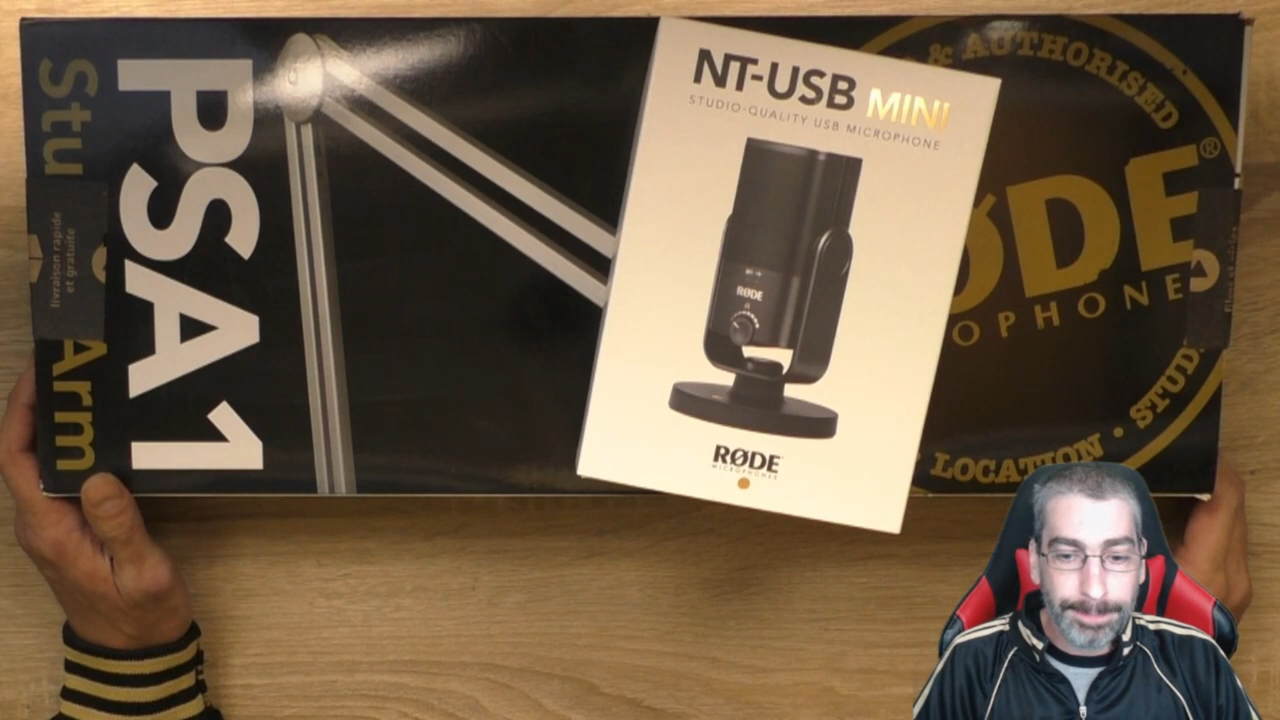 Stu
Arm
PSA1
livraison rapide
et gratuite
NT-USB MINI
STUDIO-QUALITY USB MICROPHONE
RØDE
RØDE
MICROPHONES
& AUTHORISED
ØDE®
OPHONE
LOCATION • STUD